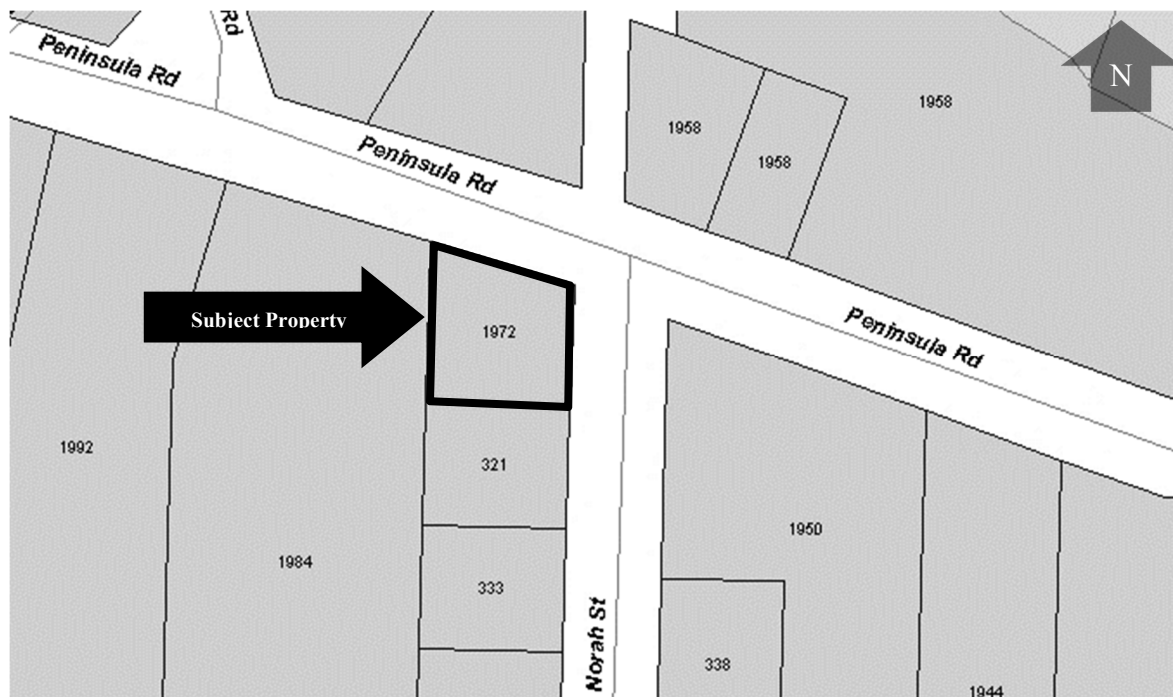 Rd
Peninsula Rd
N
1958
1958
Peninsula Rd
1958
Subject Property
1972
Peninsula Rd
1992
321
1950
1984
333
Norah St
338
1944